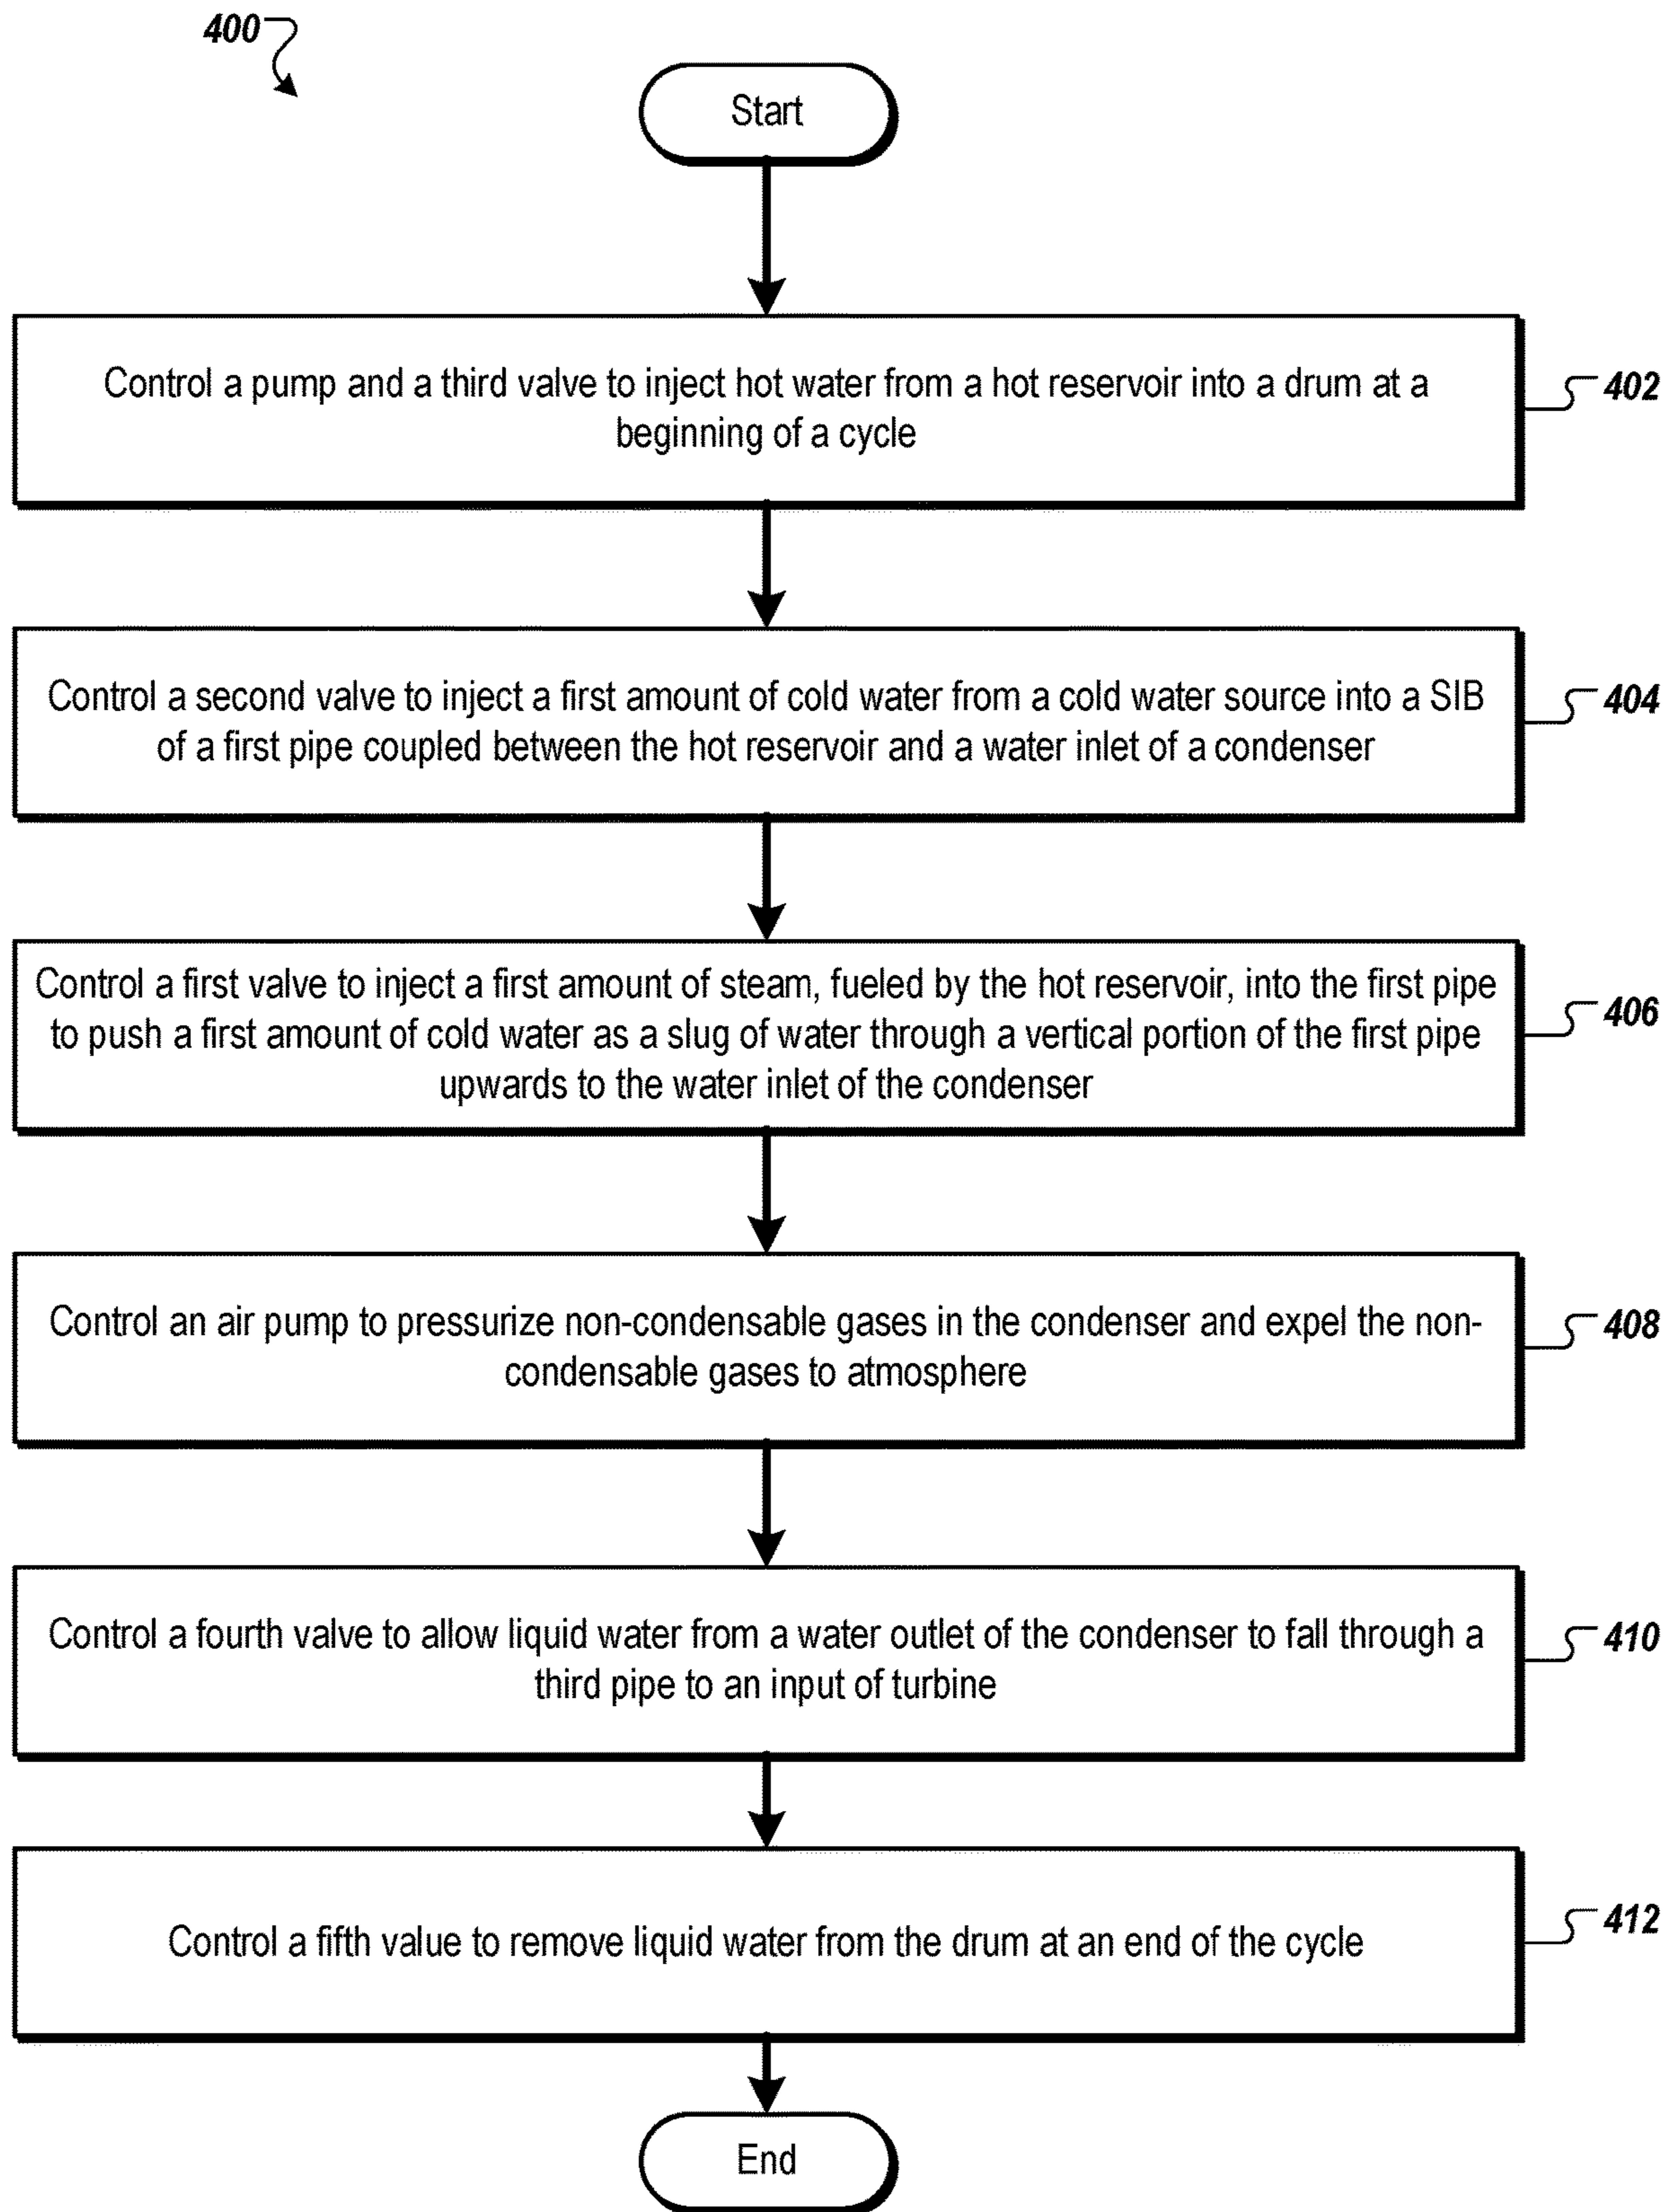 400
Start
Control a pump and a third valve to inject hot water from a hot reservoir into a drum at a
beginning of a cycle
402
Control a second valve to inject a first amount of cold water from a cold water source into a SIB
of a first pipe coupled between the hot reservoir and a water inlet of a condenser
404
Control a first valve to inject a first amount of steam, fueled by the hot reservoir, into the first pipe
to push a first amount of cold water as a slug of water through a vertical portion of the first pipe
upwards to the water inlet of the condenser
406
Control an air pump to pressurize non-condensable gases in the condenser and expel the non-
condensable gases to atmosphere
408
Control a fourth valve to allow liquid water from a water outlet of the condenser to fall through a
third pipe to an input of turbine
410
Control a fifth value to remove liquid water from the drum at an end of the cycle
412
End